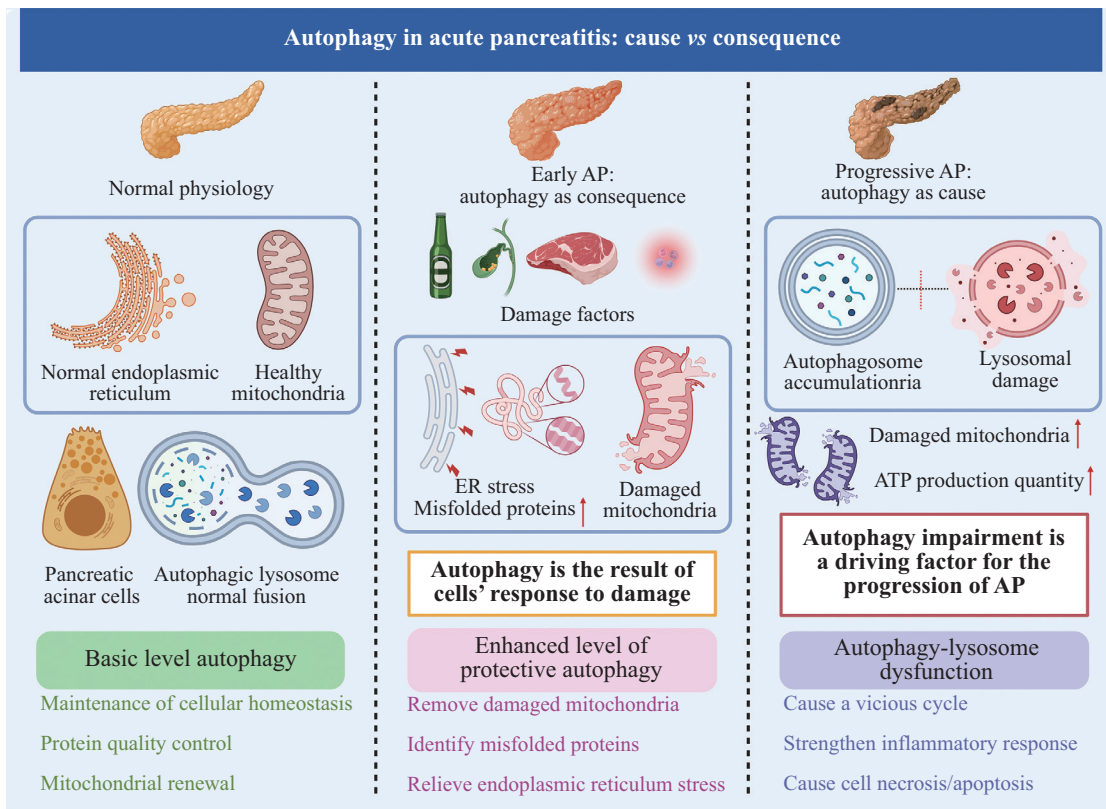 Autophagy in acute pancreatitis: cause vs consequence
Normal physiology
Normal endoplasmic
reticulum
Healthy
mitochondria
Pancreatic
acinar cells
Autophagic lysosome
normal fusion
Basic level autophagy
Maintenance of cellular homeostasis
Protein quality control
Mitochondrial renewal
Early AP:
autophagy as consequence
Damage factors
ER stress
Misfolded proteins
Damaged
mitochondria
Autophagy is the result of
cells’ response to damage
Enhanced level of
protective autophagy
Remove damaged mitochondria
Identify misfolded proteins
Relieve endoplasmic reticulum stress
Progressive AP:
autophagy as cause
Autophagosome
accumulationria
Lysosomal
damage
Damaged mitochondria
ATP production quantity
Autophagy impairment is
a driving factor for the
progression of AP
Autophagy-lysosome
dysfunction
Cause a vicious cycle
Strengthen inflammatory response
Cause cell necrosis/apoptosis